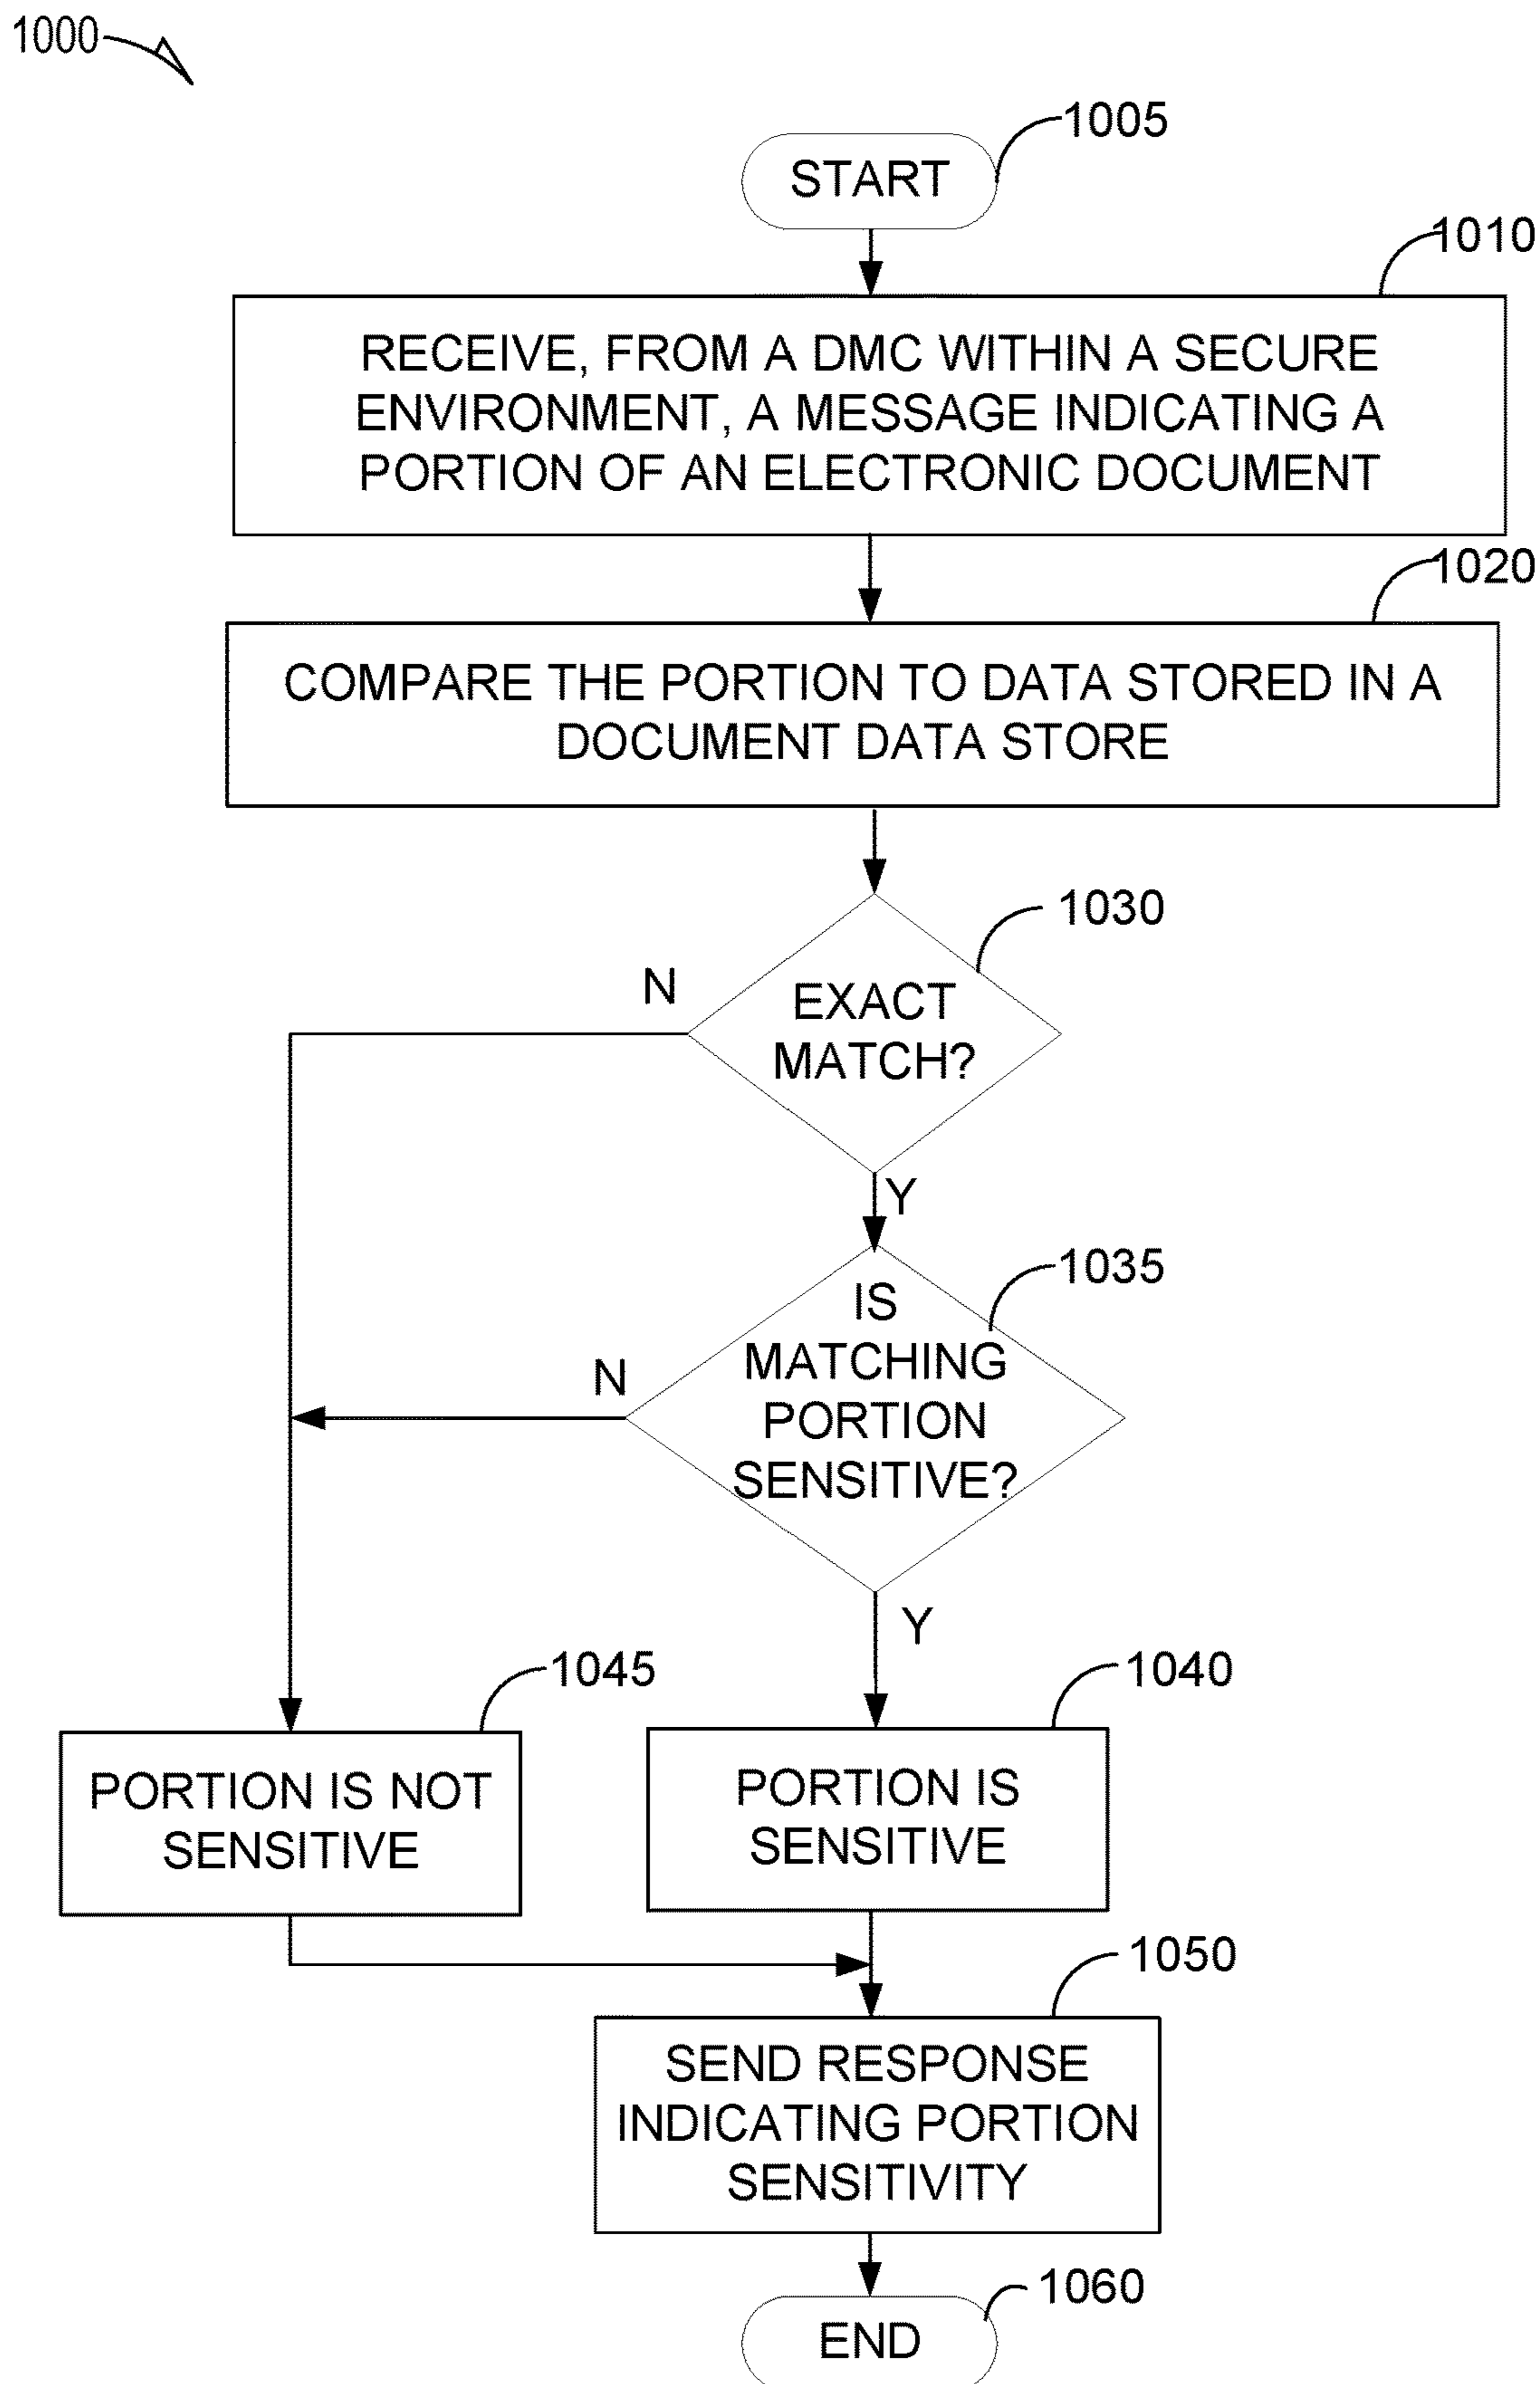 1000
1005
START
1010
RECEIVE, FROM A DMC WITHIN A SECURE
ENVIRONMENT, A MESSAGE INDICATING A
PORTION OF AN ELECTRONIC DOCUMENT
1020
COMPARE THE PORTION TO DATA STORED IN A
DOCUMENT DATA STORE
1030
N
EXACT
MATCH?
Y
1035
IS
MATCHING
N
PORTION
SENSITIVE?
Y
1045
1040
PORTION IS NOT
SENSITIVE
PORTION IS
SENSITIVE
1050
SEND RESPONSE
INDICATING PORTION
SENSITIVITY
1060
END